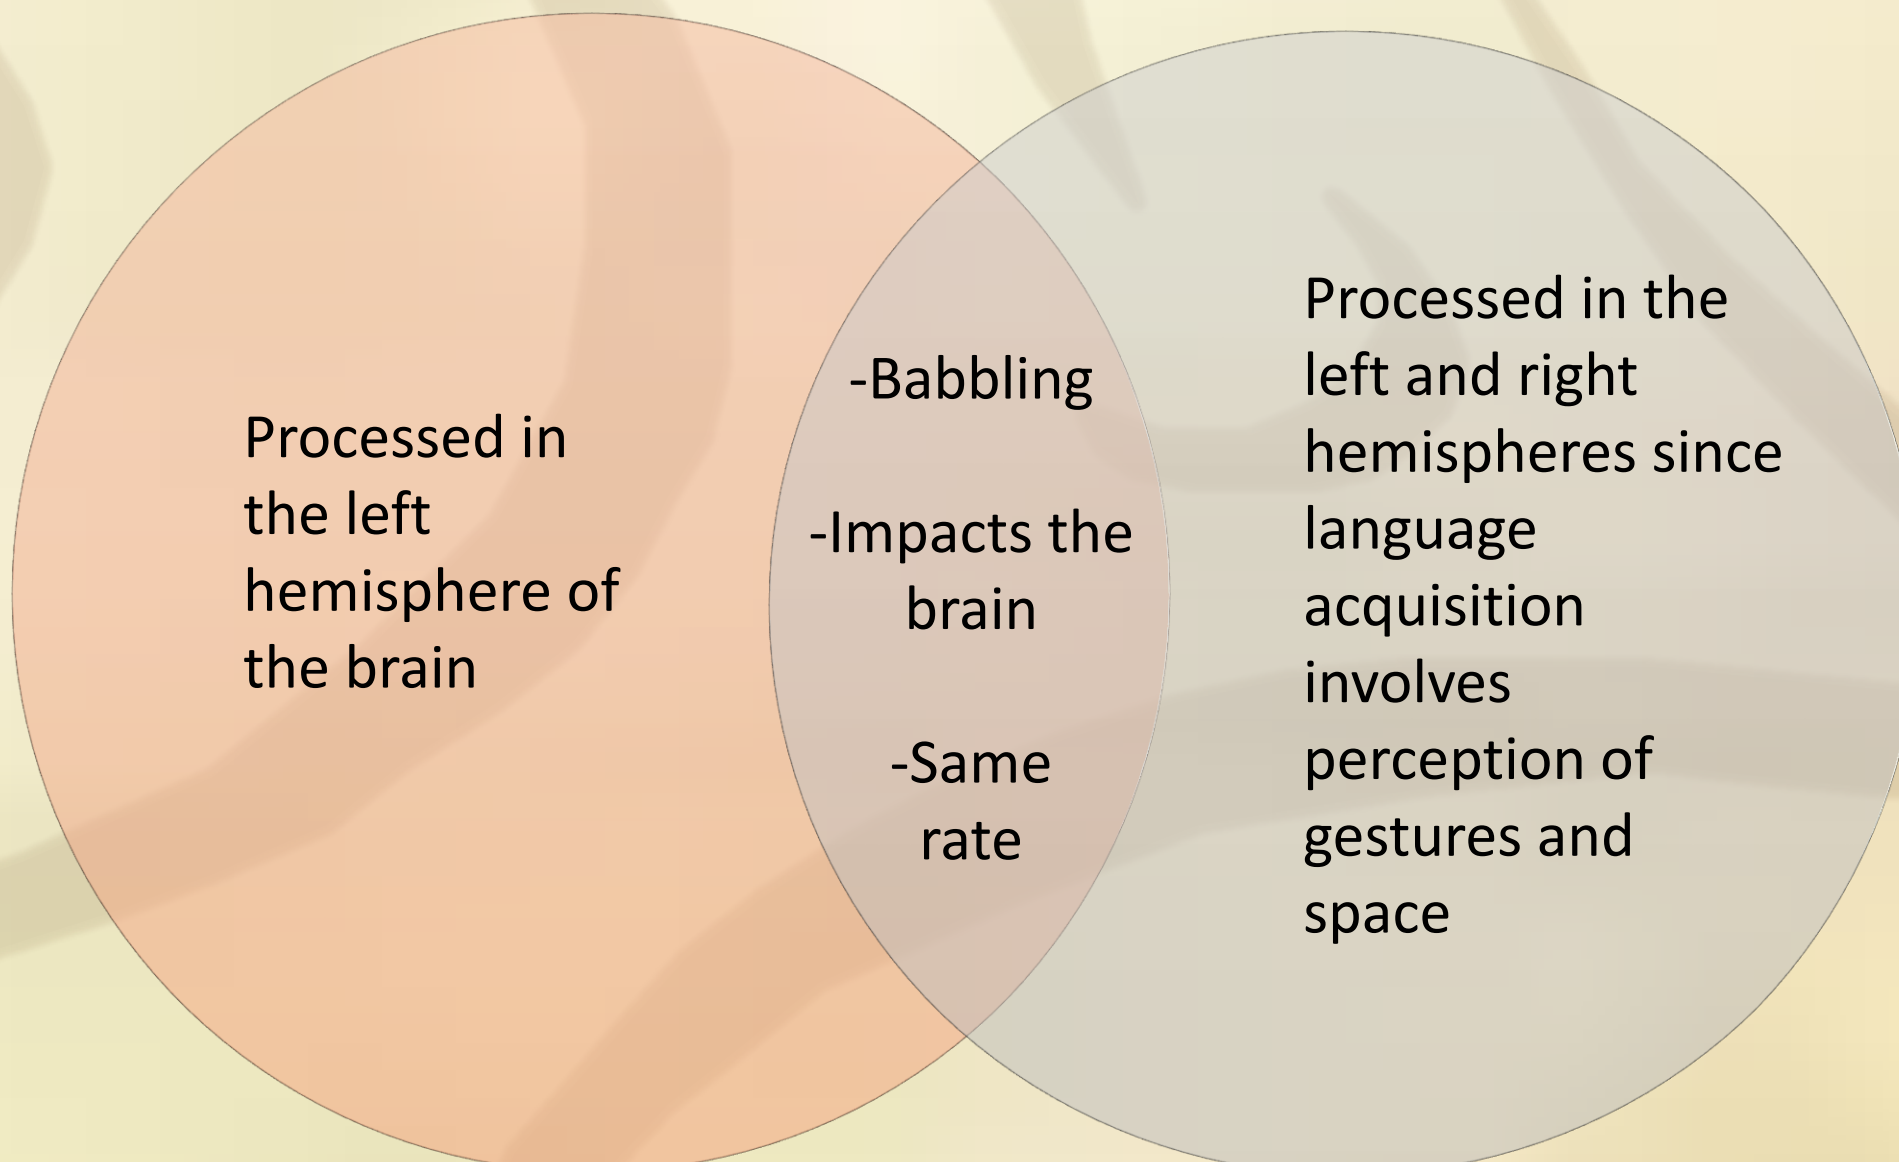 Processed in
the left
hemisphere of
the brain
-Babbling
-Impacts the
brain
-Same
rate
Processed in the
left and right
hemispheres since
language
acquisition
involves
perception of
gestures and
space